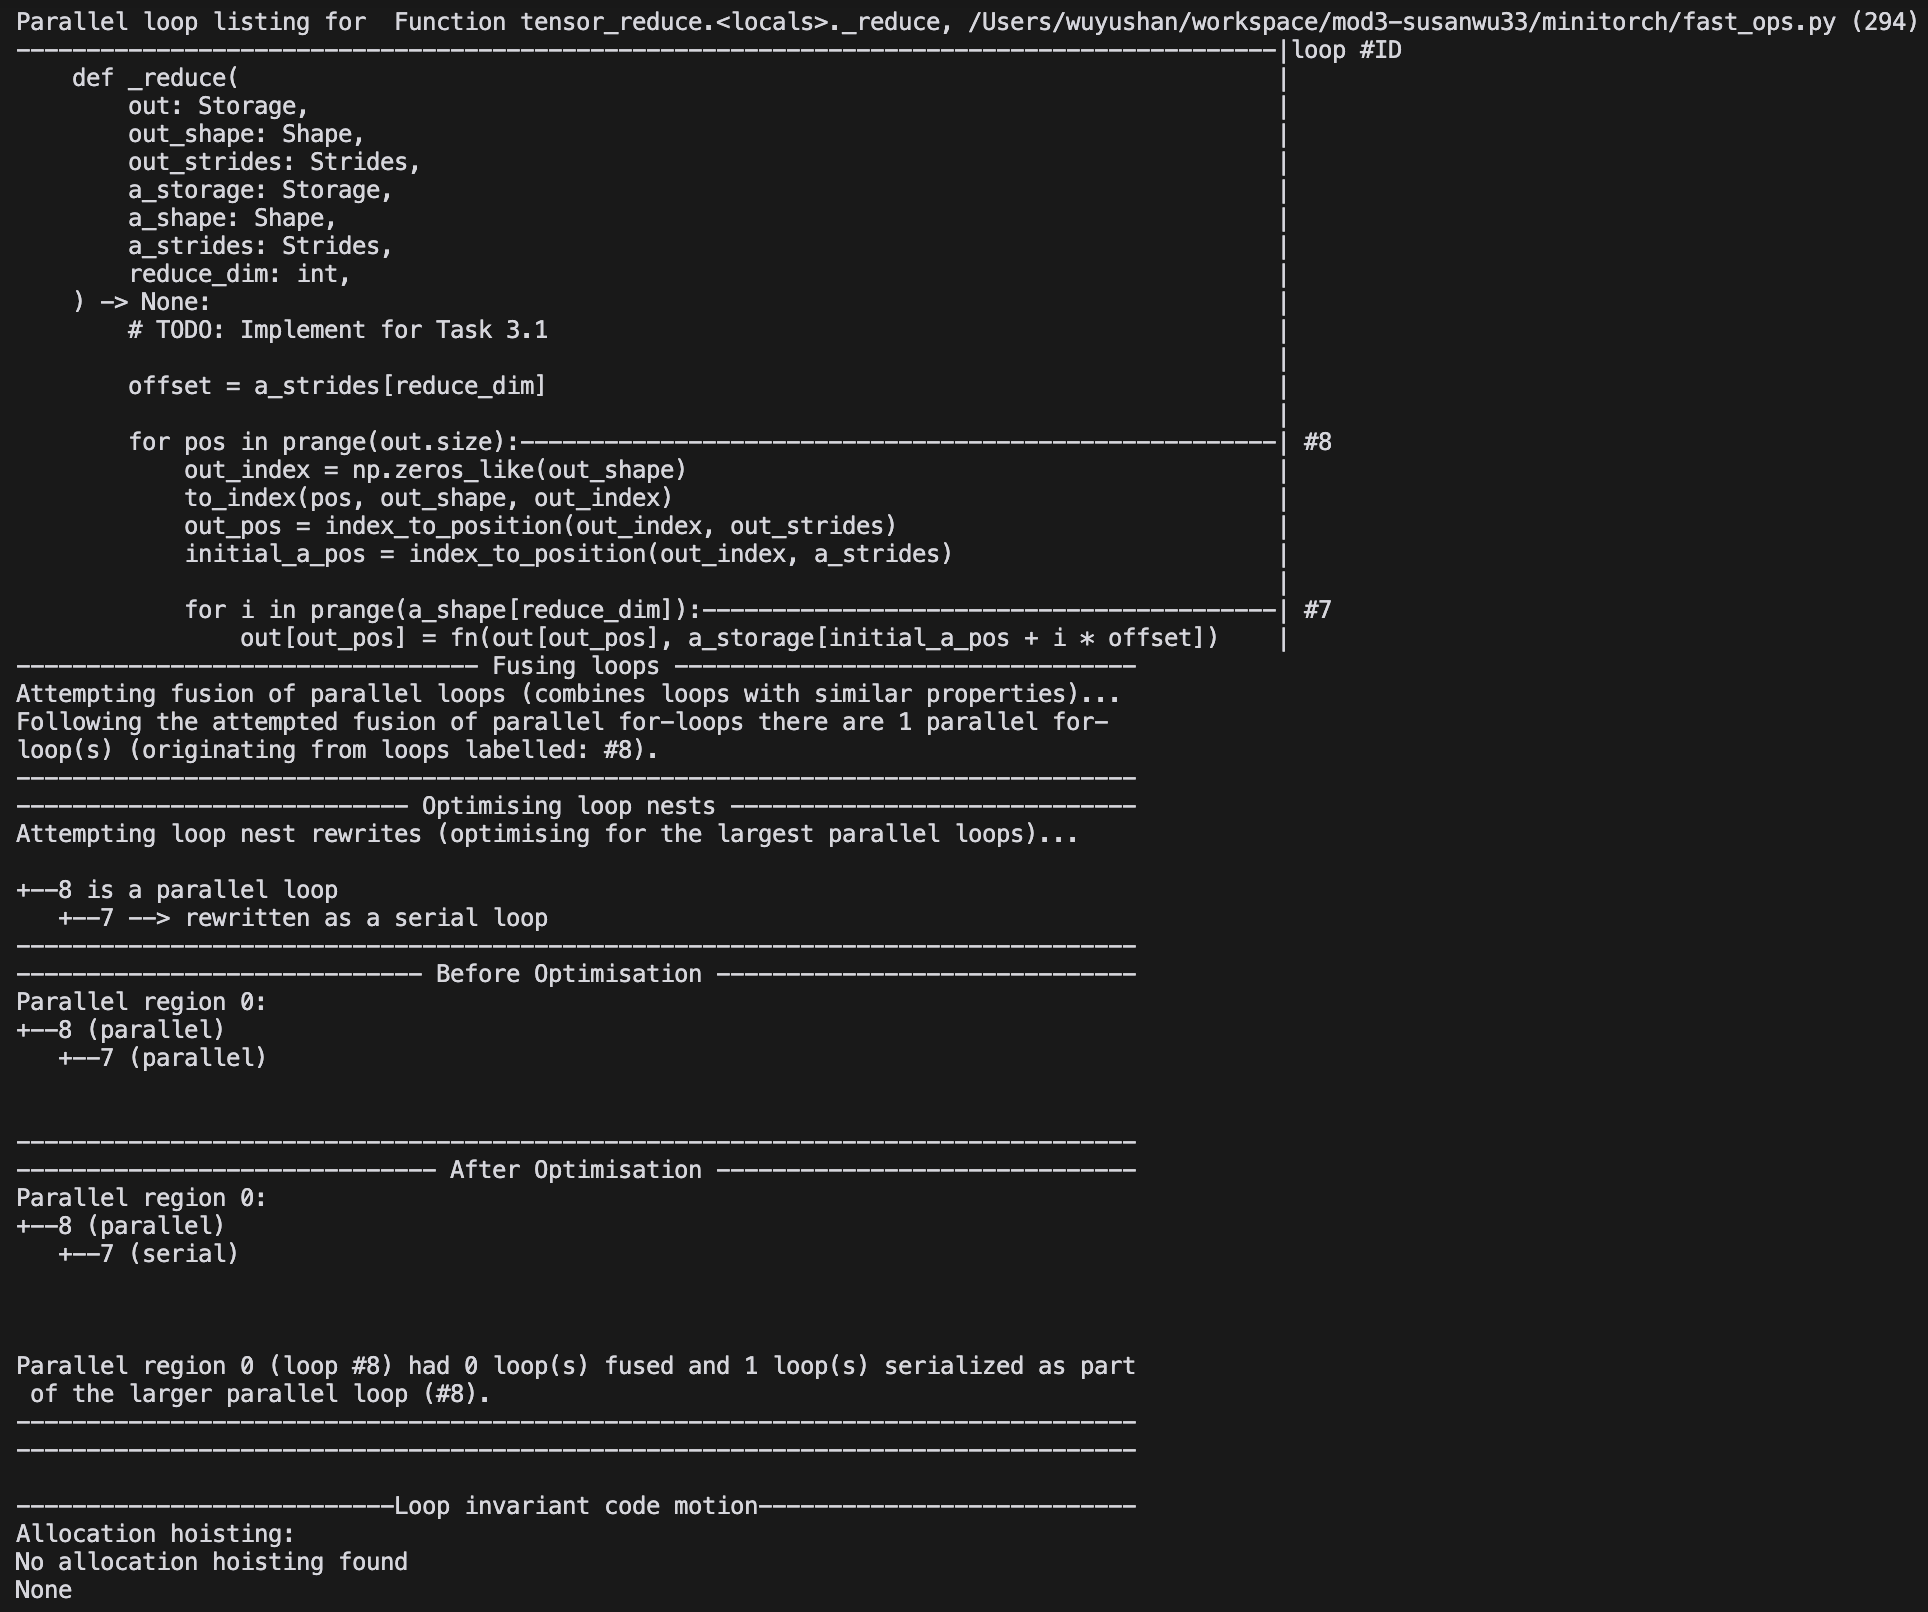 Parallel loop listing for  Function tensor_reduce.<locals>._reduce, /Users/wuyushan/workspace/mod3-susanwu33/minitorch/fast_ops.py (294)
------------------------------------------------------------------------------------------|loop #ID
    def _reduce(                                                                          |
        out: Storage,                                                                     |
        out_shape: Shape,                                                                 |
        out_strides: Strides,                                                             |
        a_storage: Storage,                                                               |
        a_shape: Shape,                                                                   |
        a_strides: Strides,                                                               |
        reduce_dim: int,                                                                  |
    ) -> None:                                                                            |
        # TODO: Implement for Task 3.1                                                    |
                                                                                          |
        offset = a_strides[reduce_dim]                                                    |
                                                                                          |
        for pos in prange(out.size):------------------------------------------------------| #8
            out_index = np.zeros_like(out_shape)                                          |
            to_index(pos, out_shape, out_index)                                           |
            out_pos = index_to_position(out_index, out_strides)                           |
            initial_a_pos = index_to_position(out_index, a_strides)                       |
                                                                                          |
            for i in prange(a_shape[reduce_dim]):-----------------------------------------| #7
                out[out_pos] = fn(out[out_pos], a_storage[initial_a_pos + i * offset])    |
--------------------------------- Fusing loops ---------------------------------
Attempting fusion of parallel loops (combines loops with similar properties)...
Following the attempted fusion of parallel for-loops there are 1 parallel for-
loop(s) (originating from loops labelled: #8).
--------------------------------------------------------------------------------
---------------------------- Optimising loop nests -----------------------------
Attempting loop nest rewrites (optimising for the largest parallel loops)...

+--8 is a parallel loop
   +--7 --> rewritten as a serial loop
--------------------------------------------------------------------------------
----------------------------- Before Optimisation ------------------------------
Parallel region 0:
+--8 (parallel)
   +--7 (parallel)


--------------------------------------------------------------------------------
------------------------------ After Optimisation ------------------------------
Parallel region 0:
+--8 (parallel)
   +--7 (serial)



Parallel region 0 (loop #8) had 0 loop(s) fused and 1 loop(s) serialized as part
 of the larger parallel loop (#8).
--------------------------------------------------------------------------------
--------------------------------------------------------------------------------

---------------------------Loop invariant code motion---------------------------
Allocation hoisting:
No allocation hoisting found
None